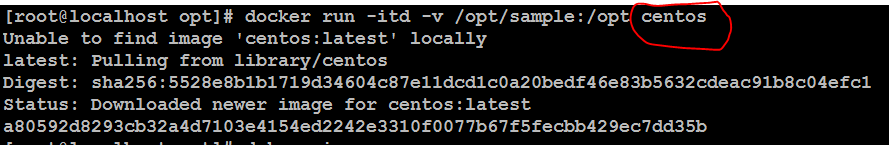 [root@localhost opt]# docker run -itd -v /opt/sample:/opt centos
Unable to find image 'centos:latest' locally
latest: Pulling from library/centos
Digest: sha256:5528e8b1b1719d34604c87e11dcd1c0a20bedf46e83b5632cdeac91b8c04efc1
Status: Downloaded newer image for centos:latest
a80592d8293cb32a4d7103e4154ed2242e3310f0077b67f5fecbb429ec7dd35b